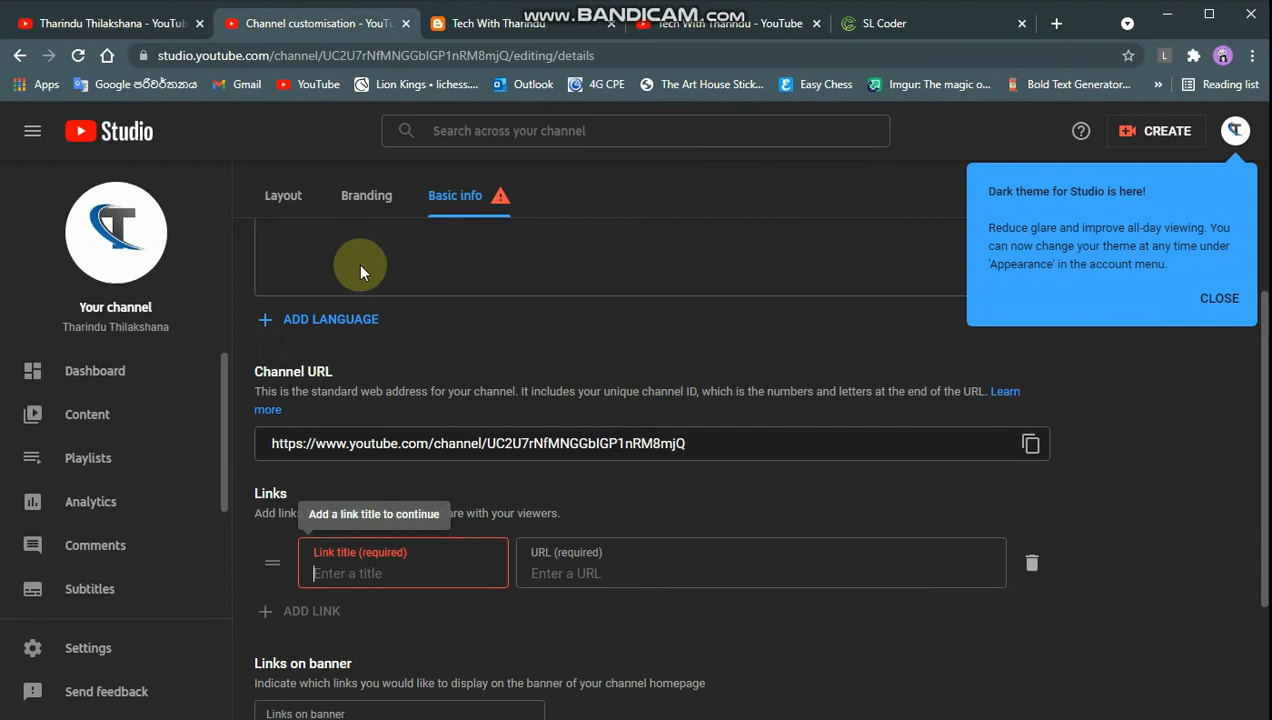 www.BANDICAM.com
Tharindu Thilakshana - YouTub
Channel customisation - YouTu
Tech With Tharindu
Tech With Tharindu - YouTube
SL Coder
studio.youtube.com/channel/UC2U7rNfMNGGbIGP1nRM8mjQ/editing/details
Apps
Google පරිවර්තනය
Gmail
YouTube
Lion Kings • lichess....
Outlook
4G CPE
The Art House Stick...
Easy Chess
Imgur: The magic o...
Bold Text Generator...
»
Reading list
Studio
Search across your channel
CREATE
Layout
Branding
Basic info
Dark theme for Studio is here!
Reduce glare and improve all-day viewing. You
can now change your theme at any time under
'Appearance' in the account menu.
CLOSE
Your channel
Tharindu Thilakshana
Dashboard
Content
Playlists
Analytics
Comments
Subtitles
Settings
Send feedback
ADD LANGUAGE
Channel URL
This is the standard web address for your channel. It includes your unique channel ID, which is the numbers and letters at the end of the URL. Learn
more
https://www.youtube.com/channel/UC2U7rNfMNGGbIGP1nRM8mjQ
Links
Add links
Add a link title to continue
are with your viewers.
Link title (required)
Enter a title
URL (required)
Enter a URL
ADD LINK
Links on banner
Indicate which links you would like to display on the banner of your channel homepage
Links on banner